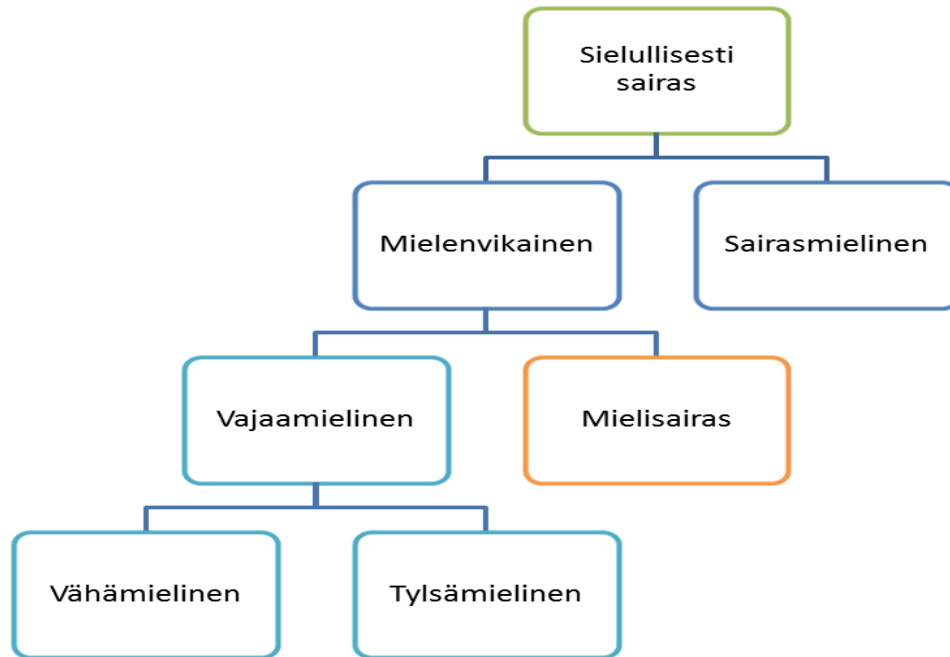 Sielullisesti
sairas
Mielenvikainen
Sairasmielinen
Vajaamielinen
Mielisairas
Vähämielinen
Tylsämielinen